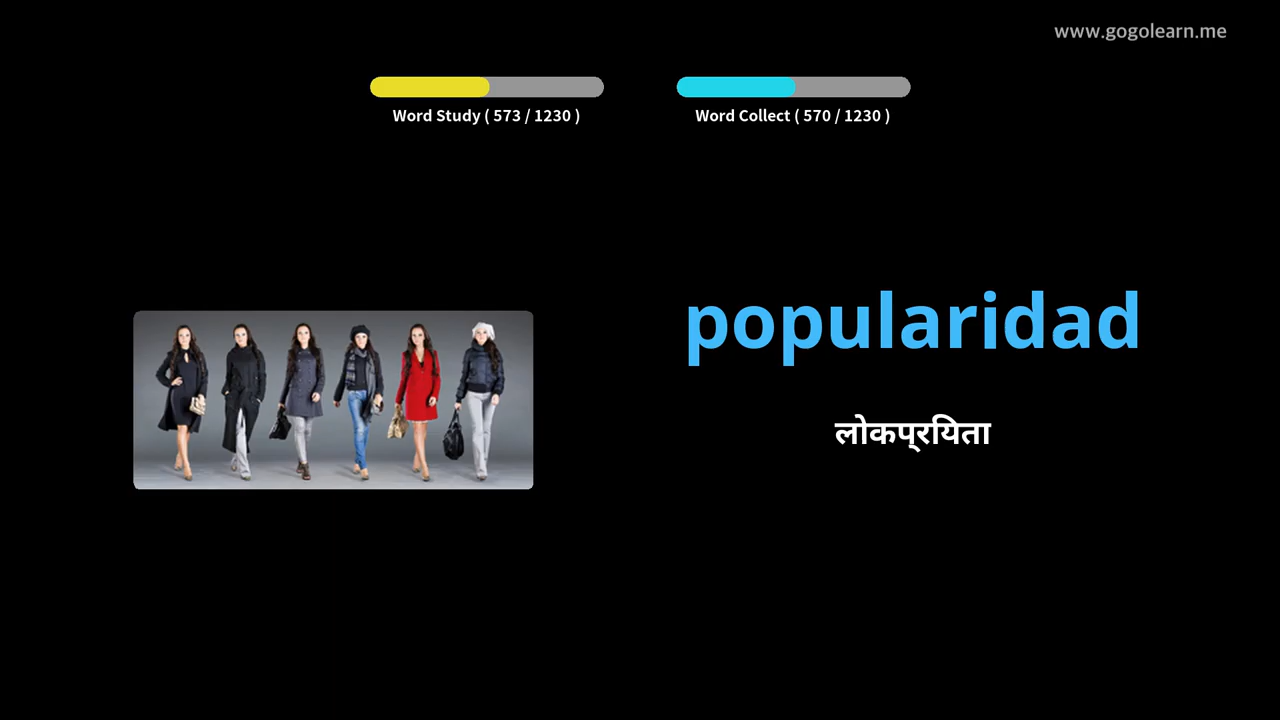 www.gogolearn.me
Word Study ( 573 / 1230 )
Word Collect ( 570 / 1230 )
popularidad
लोकप्रियता